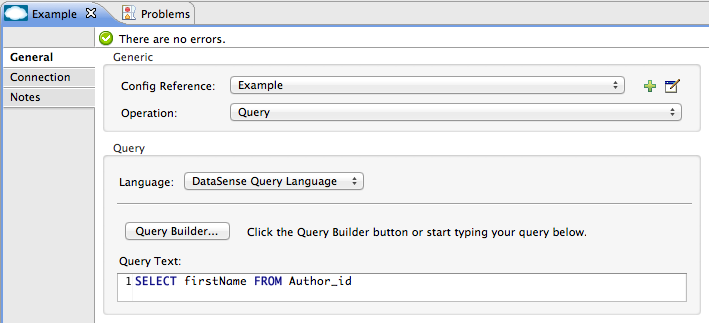 Example Problems
There are no errors.
General
Connection
Notes
Generic
Config Reference: Example
Operation: Query
Query
Language: DataSense Query Language
Query Builder... Click the Query Builder button or start typing your query below.
Query Text:
1 SELECT firstName FROM Author_id